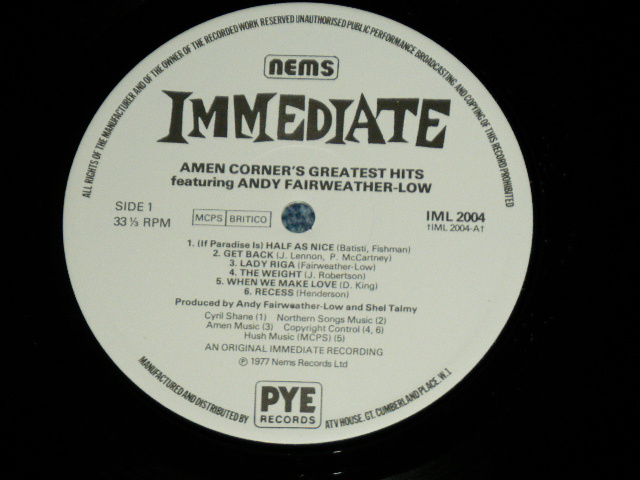 ALL RIGHTS OF THE MANUFACTURER AND OF THE OWNER OF THE RECORDED WORK RESERVED UNAUTHORISED PUBLIC PERFORMANCE BROADCASTING AND COPYING OF THIS RECORD PROHIBITED
nems
IMMEDIATE
AMEN CORNER'S GREATEST HITS
featuring ANDY FAIRWEATHER-LOW
SIDE 1
33 1/3 RPM
MCPS BRITICO
IML 2004
†IML 2004-A†
1. (If Paradise Is) HALF AS NICE (Batisti, Fishman)
2. GET BACK (J. Lennon, P. McCartney)
3. LADY RIGA (Fairweather-Low)
4. THE WEIGHT (J. Robertson)
5. WHEN WE MAKE LOVE (D. King)
6. RECESS (Henderson)
Produced by Andy Fairweather-Low and Shel Talmy
Cyril Shane (1) Northern Songs Music (2)
Amen Music (3) Copyright Control (4, 6)
Hush Music (MCPS) (5)
AN ORIGINAL IMMEDIATE RECORDING
℗ 1977 Nems Records Ltd
PYE
RECORDS
MANUFACTURED AND DISTRIBUTED BY
ATV HOUSE, GT. CUMBERLAND PLACE, W.1